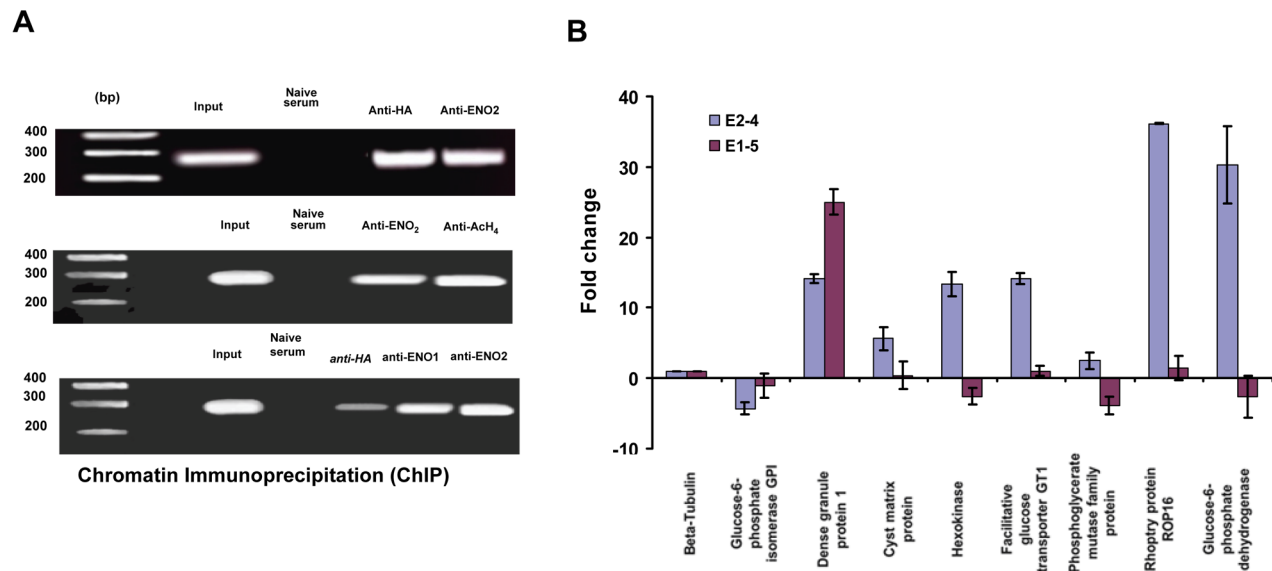 A
(bp)
Input
Naive
serum
Anti-HA
Anti-ENO2
400
300
200
Input
Naive
serum
Anti-ENO₂
Anti-AcH₄
400
300
200
Input
Naive
serum
anti-HA
anti-ENO1
anti-ENO2
400
300
200
Chromatin Immunoprecipitation (ChIP)
B
Fold change
40
30
20
10
0
-10
E2-4
E1-5
Beta-Tubulin
Glucose-6-
phosphate
isomerase GPI
Dense granule
protein 1
Cyst matrix
protein
Hexokinase
Facilitative
glucose
transporter GT1
Phosphoglycerate
mutase family
protein
Rhoptry protein
ROP16
Glucose-6-
phosphate
dehydrogenase